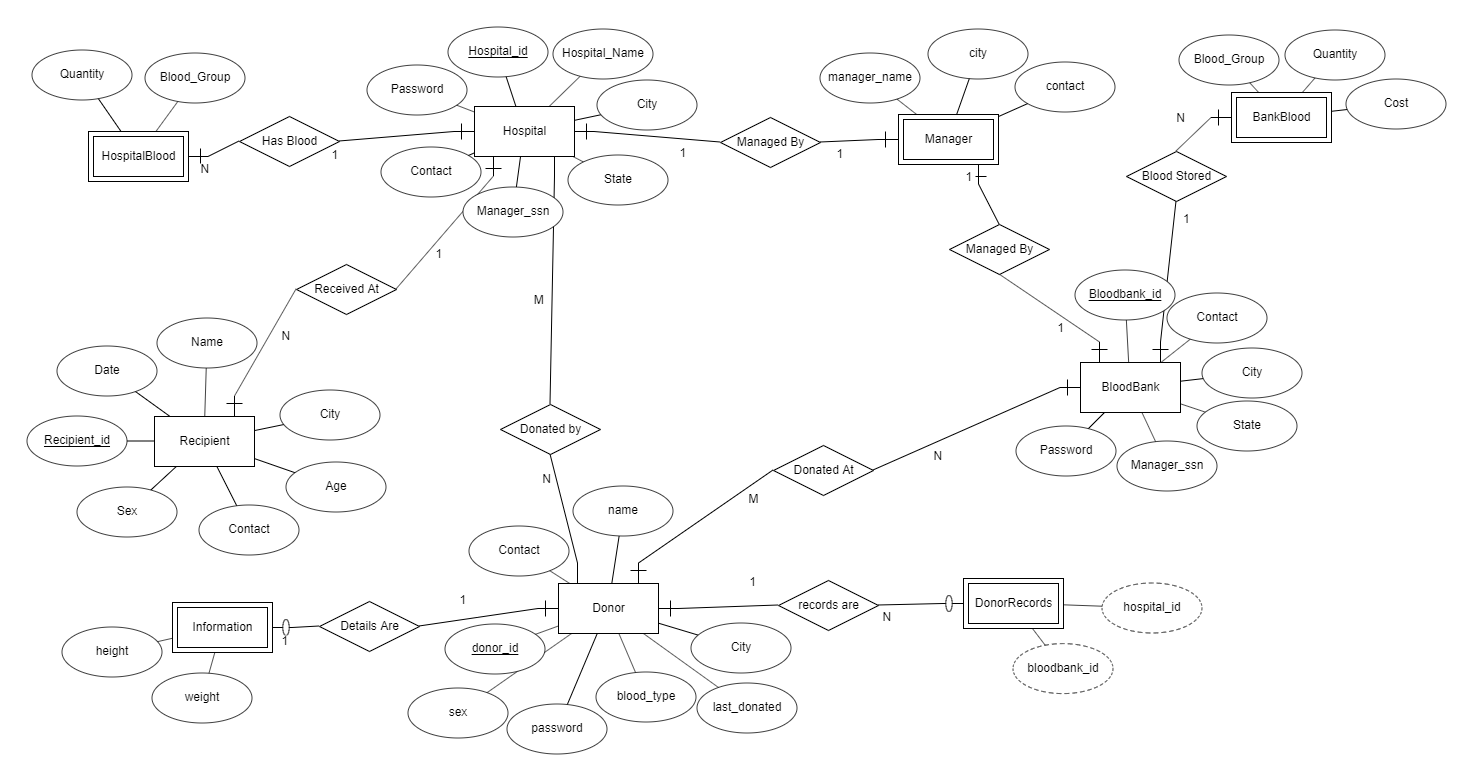 Hospital_id
Hospital_Name
city
manager_name
contact
Blood_Group
Quantity
Cost
Quantity
Blood_Group
Password
City
Hospital
Manager
BankBlood
HospitalBlood
Has Blood
Managed By
N
1
1
1
N
Contact
State
Manager_ssn
1
Blood Stored
1
Managed By
1
Received At
M
N
1
Bloodbank_id
Contact
City
State
BloodBank
Password
Manager_ssn
Name
Date
City
Recipient_id
Recipient
Age
Sex
Contact
Donated by
N
Donated At
N
M
name
Contact
Donor
1
1
Information
Details Are
1
height
weight
donor_id
sex
password
blood_type
last_donated
City
records are
N
DonorRecords
hospital_id
bloodbank_id